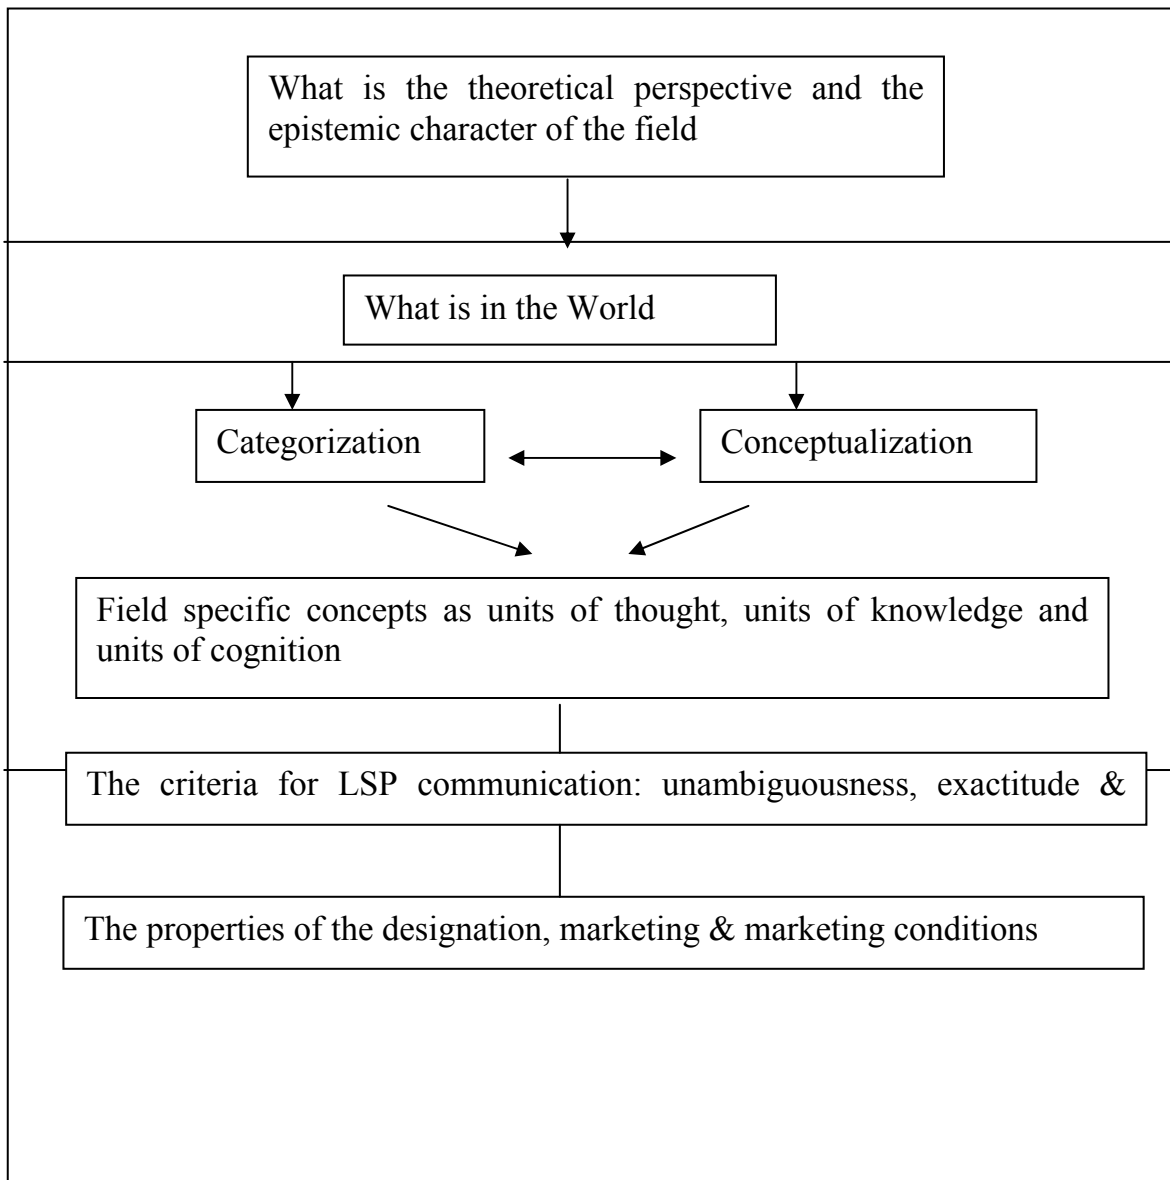 What is the theoretical perspective and the
epistemic character of the field
What is in the World
Categorization
Conceptualization
Field specific concepts as units of thought, units of knowledge and
units of cognition
The criteria for LSP communication: unambiguousness, exactitude &
The properties of the designation, marketing & marketing conditions